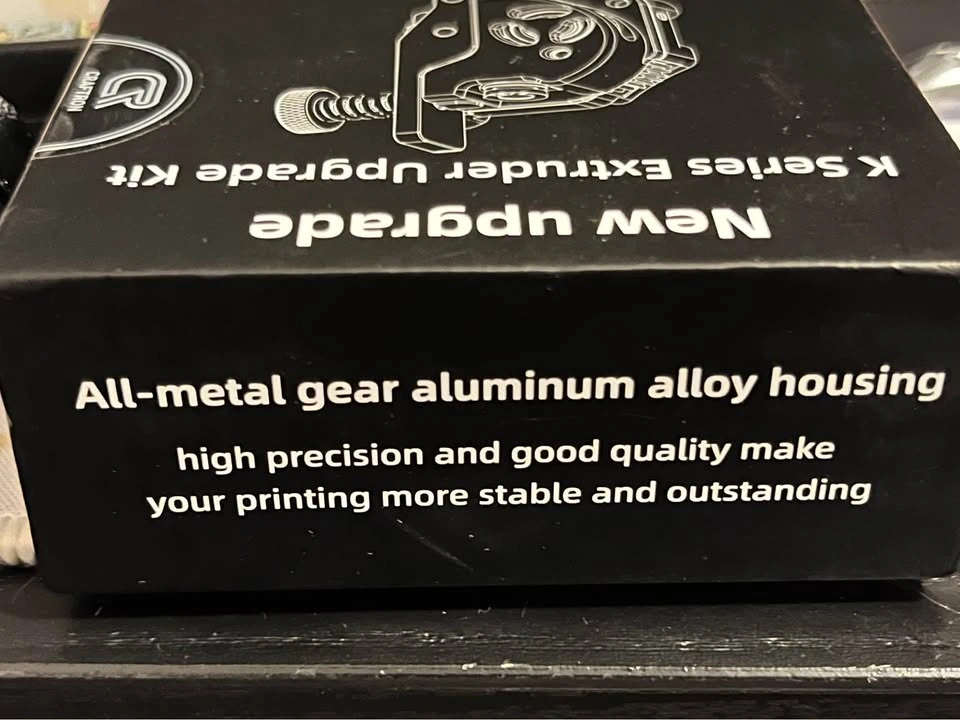 CRAFTRON
K Series Extruder Upgrade Kit
New upgrade
All-metal gear aluminum alloy housing
high precision and good quality make
your printing more stable and outstanding